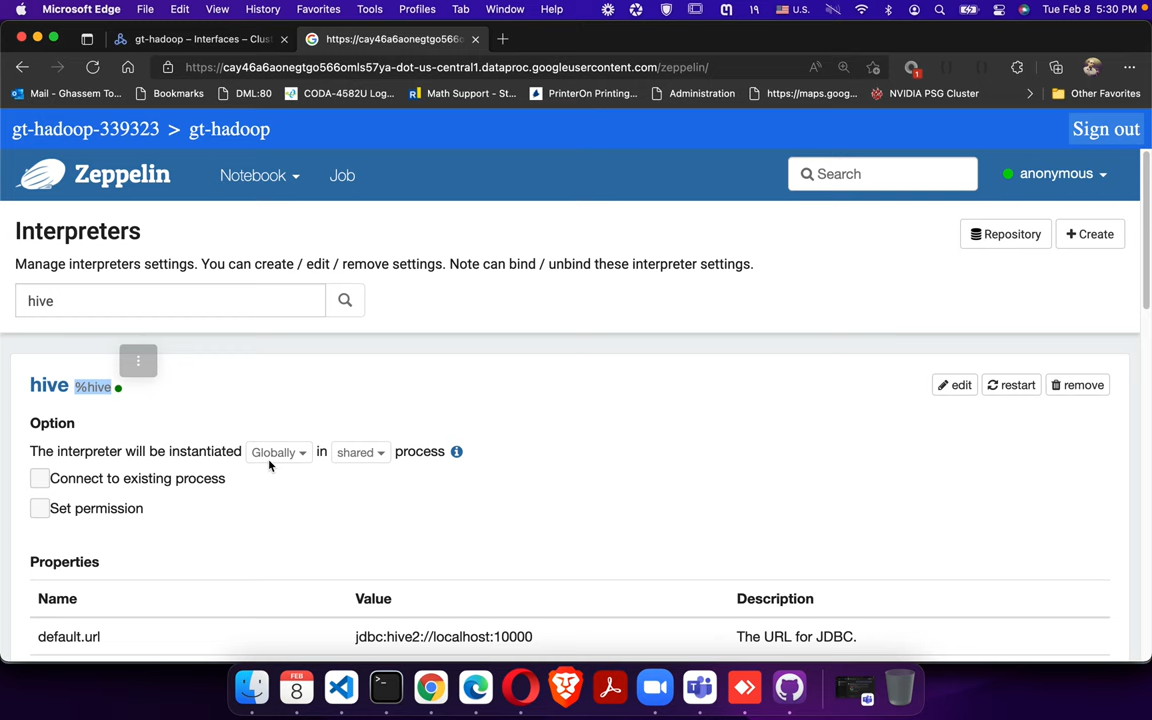 Microsoft Edge File Edit View History Favorites Tools Profiles Tab Window Help U.S. Tue Feb 8 5:30 PM
gt-hadoop – Interfaces – Clus
https://cay46a6aonegtgo566o
https://cay46a6aonegtgo566omls57ya-dot-us-central1.dataproc.googleusercontent.com/zeppelin/
1
Mail - Ghassem To... Bookmarks DML:80 CODA-4582U Log... Math Support - St... PrinterOn Printing... Administration https://maps.goog... NVIDIA PSG Cluster Other Favorites
gt-hadoop-339323 > gt-hadoop Sign out
Zeppelin Notebook Job Search anonymous
Interpreters Repository + Create
Manage interpreters settings. You can create / edit / remove settings. Note can bind / unbind these interpreter settings.
hive
hive %hive edit restart remove
Option
The interpreter will be instantiated Globally in shared process
Connect to existing process
Set permission
Properties
Name Value Description
default.url jdbc:hive2://localhost:10000 The URL for JDBC.
FEB
8